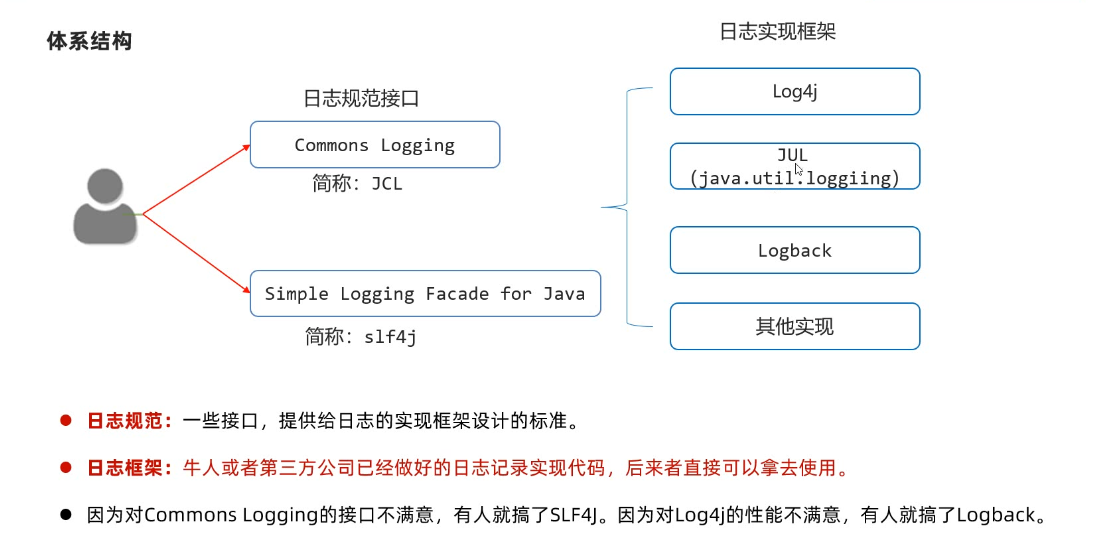 体系结构
日志实现框架
日志规范接口
Log4j
Commons Logging
JUL
(java.util.loggiing)
简称：JCL
Logback
Simple Logging Facade for Java
简称：slf4j
其他实现
日志规范：一些接口，提供给日志的实现框架设计的标准。
日志框架：牛人或者第三方公司已经做好的日志记录实现代码，后来者直接可以拿去使用。
因为对Commons Logging的接口不满意，有人就搞了SLF4J。因为对Log4j的性能不满意，有人就搞了Logback。